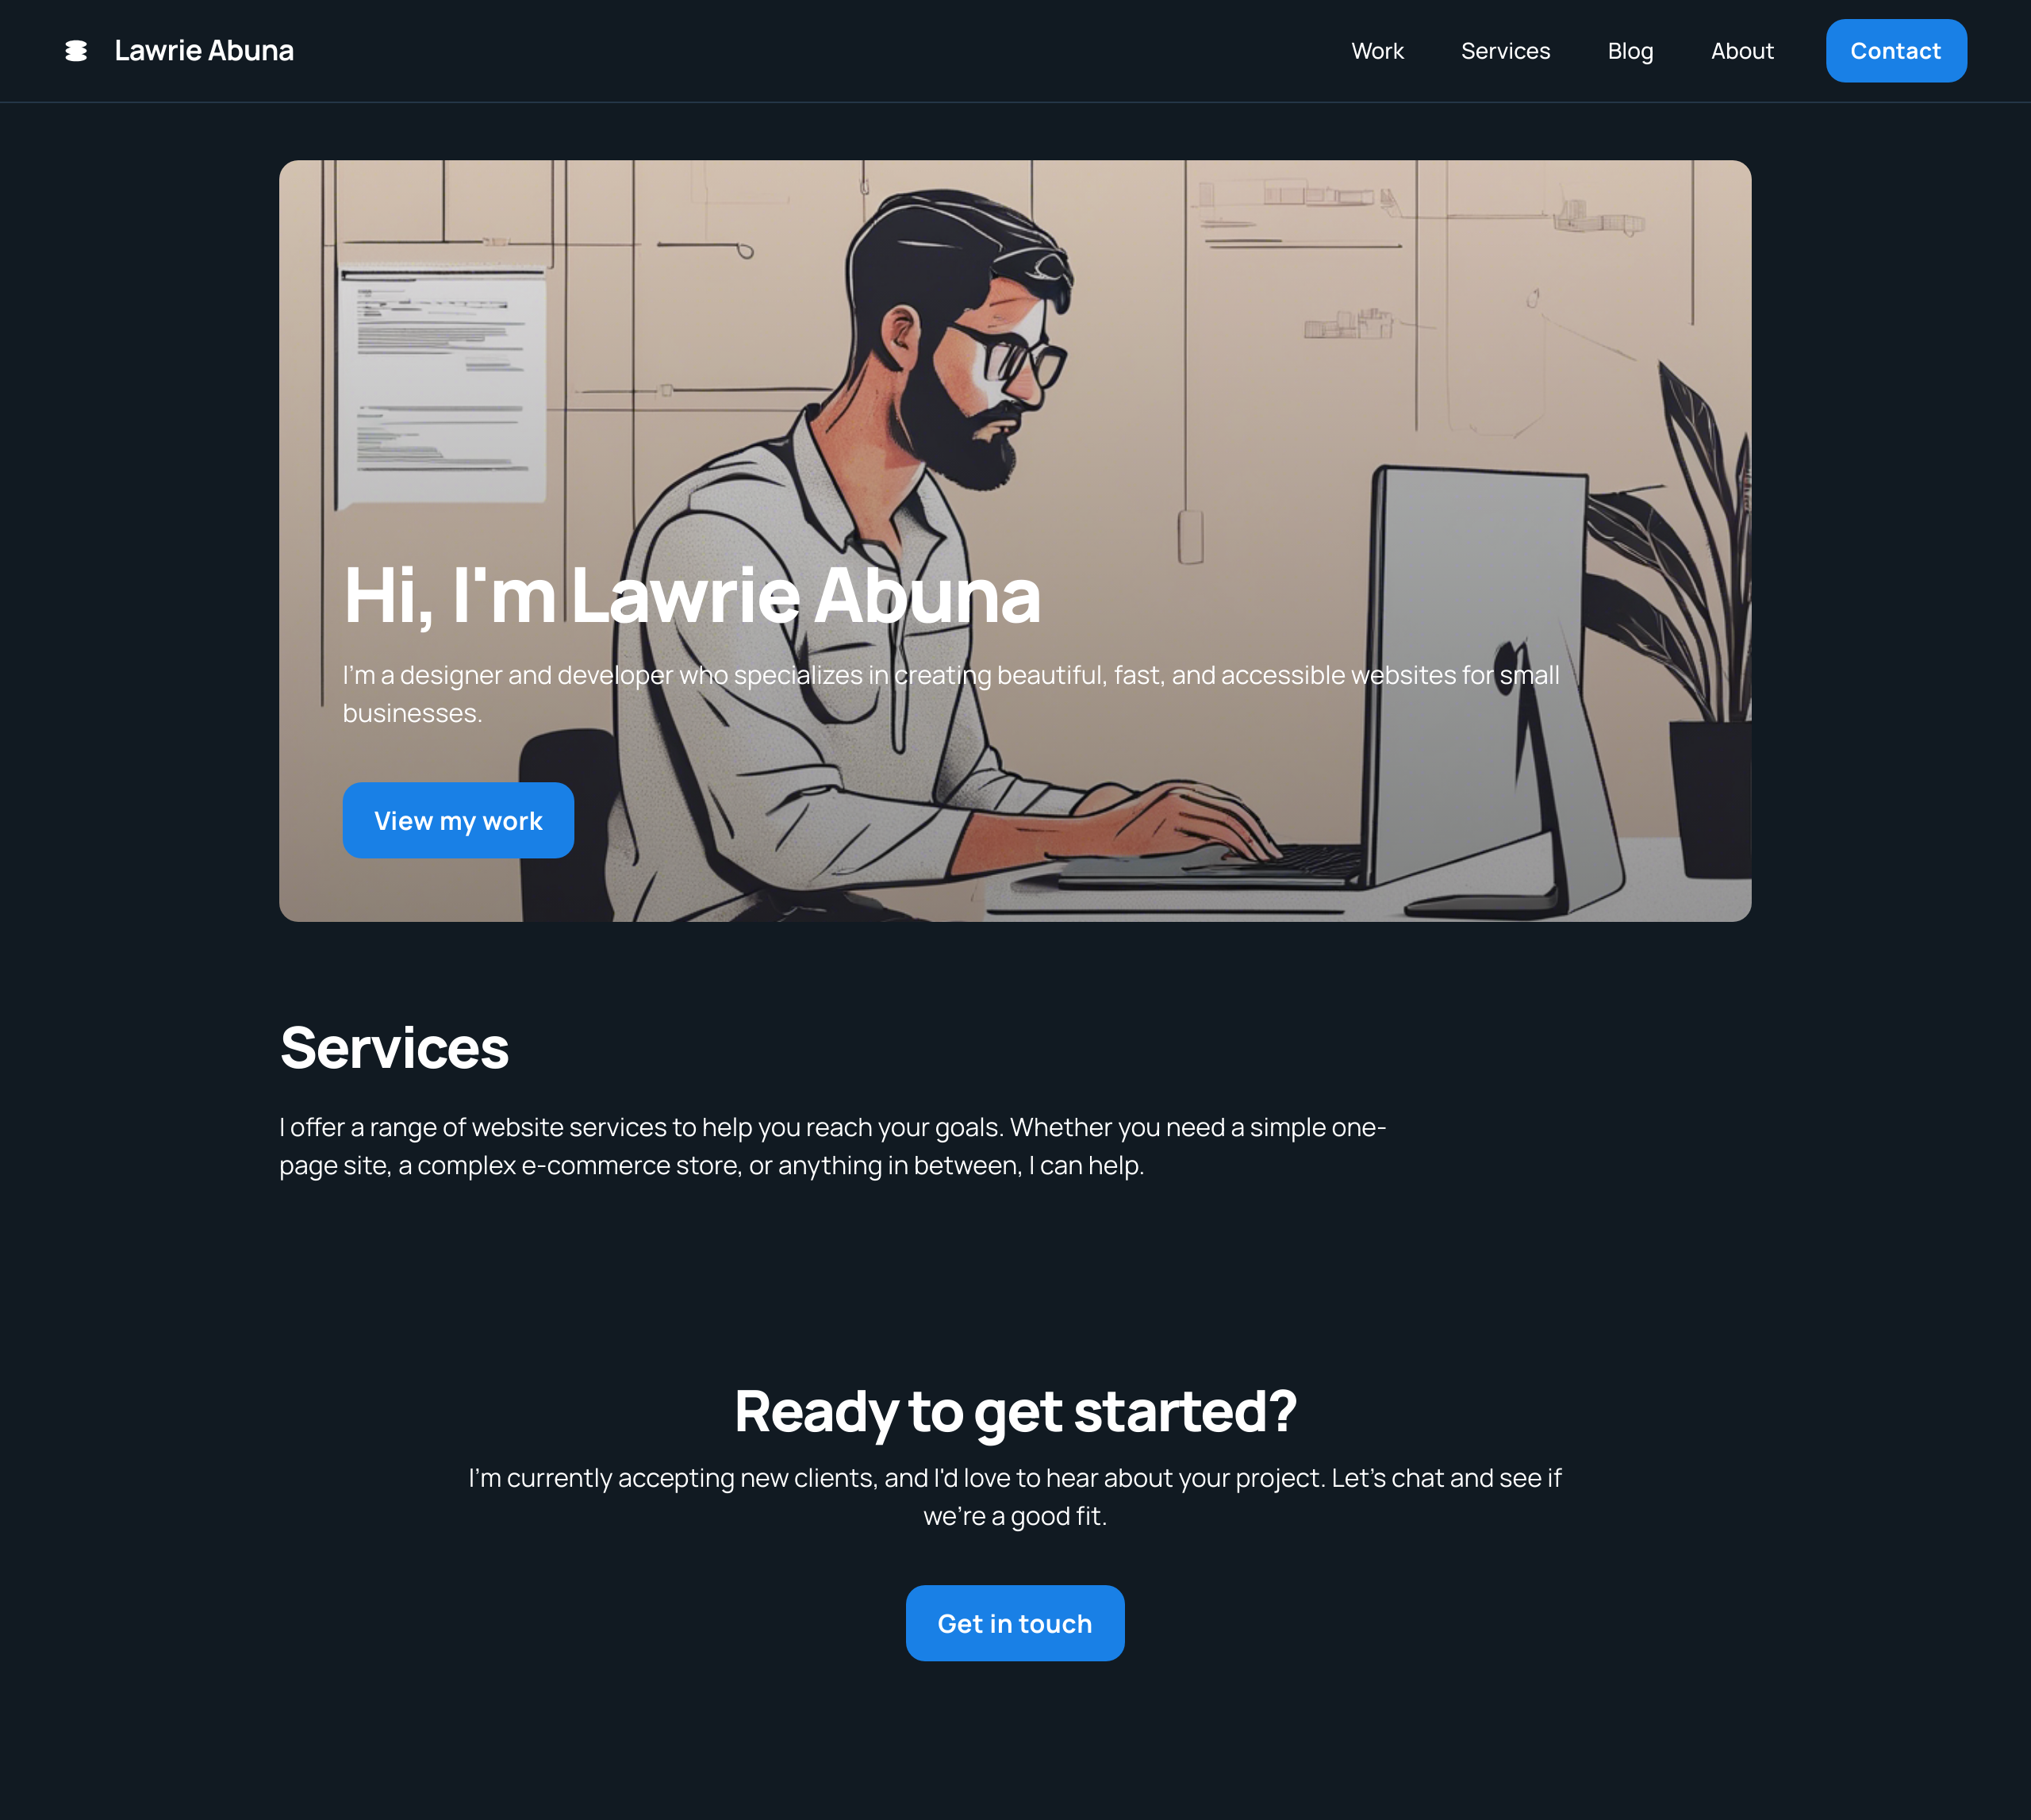 Lawrie Abuna
Work
Services
Blog
About
Contact
Hi, I'm Lawrie Abuna
I'm a designer and developer who specializes in creating beautiful, fast, and accessible websites for small
businesses.
View my work
Services
I offer a range of website services to help you reach your goals. Whether you need a simple one-
page site, a complex e-commerce store, or anything in between, I can help.
Ready to get started?
I'm currently accepting new clients, and I'd love to hear about your project. Let's chat and see if
we're a good fit.
Get in touch